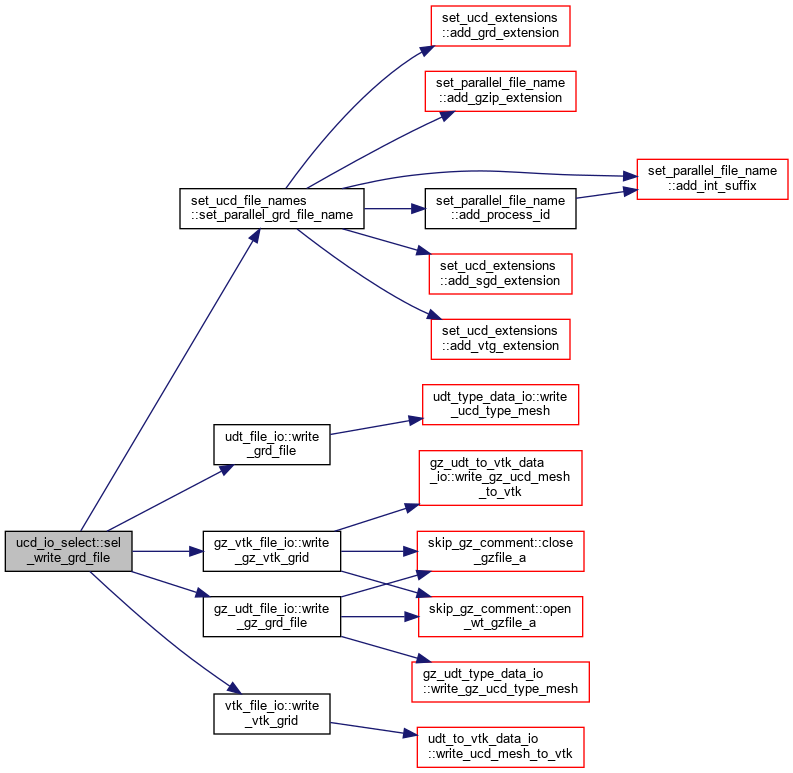 set_ucd_extensions
::add_grd_extension
set_parallel_file_name
::add_gzip_extension
set_parallel_file_name
::add_int_suffix
set_ucd_file_names
::set_parallel_grd_file_name
set_parallel_file_name
::add_process_id
set_ucd_extensions
::add_sgd_extension
set_ucd_extensions
::add_vtg_extension
udt_type_data_io::write
_ucd_type_mesh
udt_file_io::write
_grd_file
gz_udt_to_vtk_data
_io::write_gz_ucd_mesh
_to_vtk
ucd_io_select::sel
_write_grd_file
gz_vtk_file_io::write
_gz_vtk_grid
skip_gz_comment::close
_gzfile_a
gz_udt_file_io::write
_gz_grd_file
skip_gz_comment::open
_wt_gzfile_a
gz_udt_type_data_io
::write_gz_ucd_type_mesh
vtk_file_io::write
_vtk_grid
udt_to_vtk_data_io
::write_ucd_mesh_to_vtk